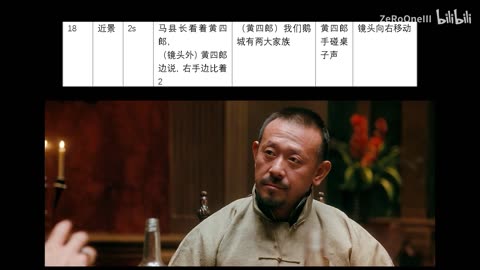 ZeRoOneIII bilibili
18 近景 2s 马县长看着黄四 （黄四郎）我们鹅 黄四郎 镜头向右移动
郎， 城有两大家族 手碰桌
（镜头外）黄四郎 子声
边说，右手边比着
2